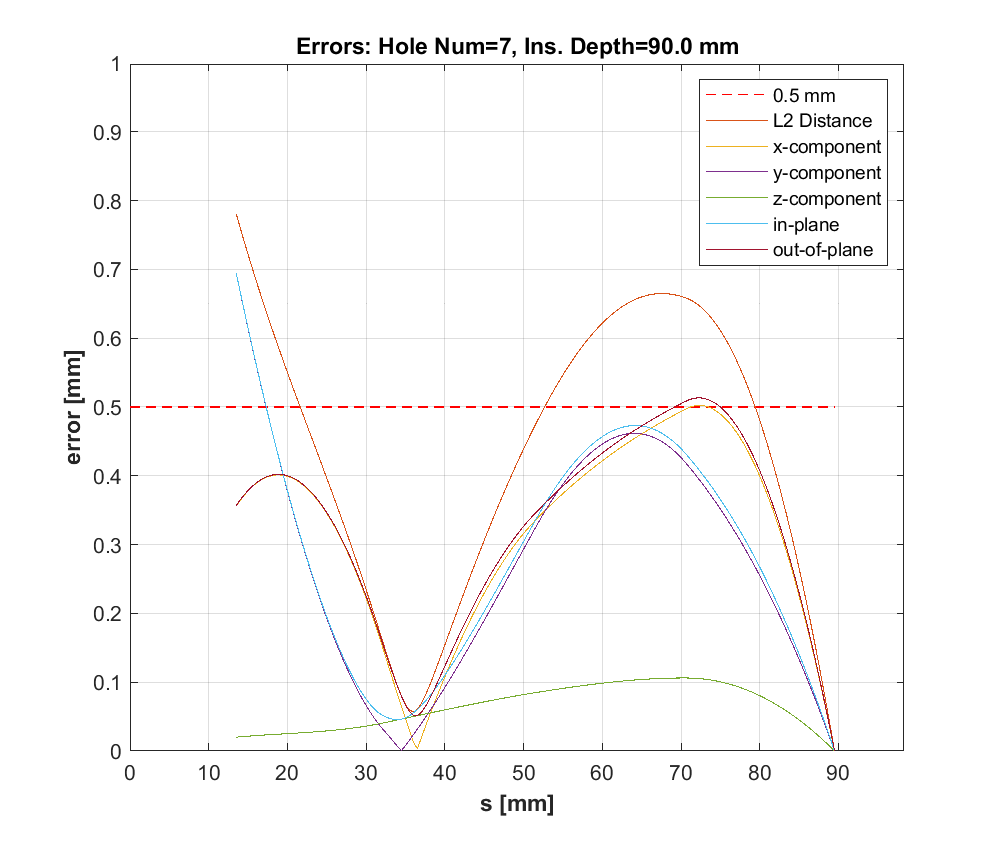 Errors: Hole Num=7, Ins. Depth=90.0 mm
1
0.9
0.8
0.7
0.6
0.5
0.4
0.3
0.2
0.1
0
error [mm]
0.5 mm
L2 Distance
x-component
y-component
z-component
in-plane
out-of-plane
0 10 20 30 40 50 60 70 80 90
s [mm]